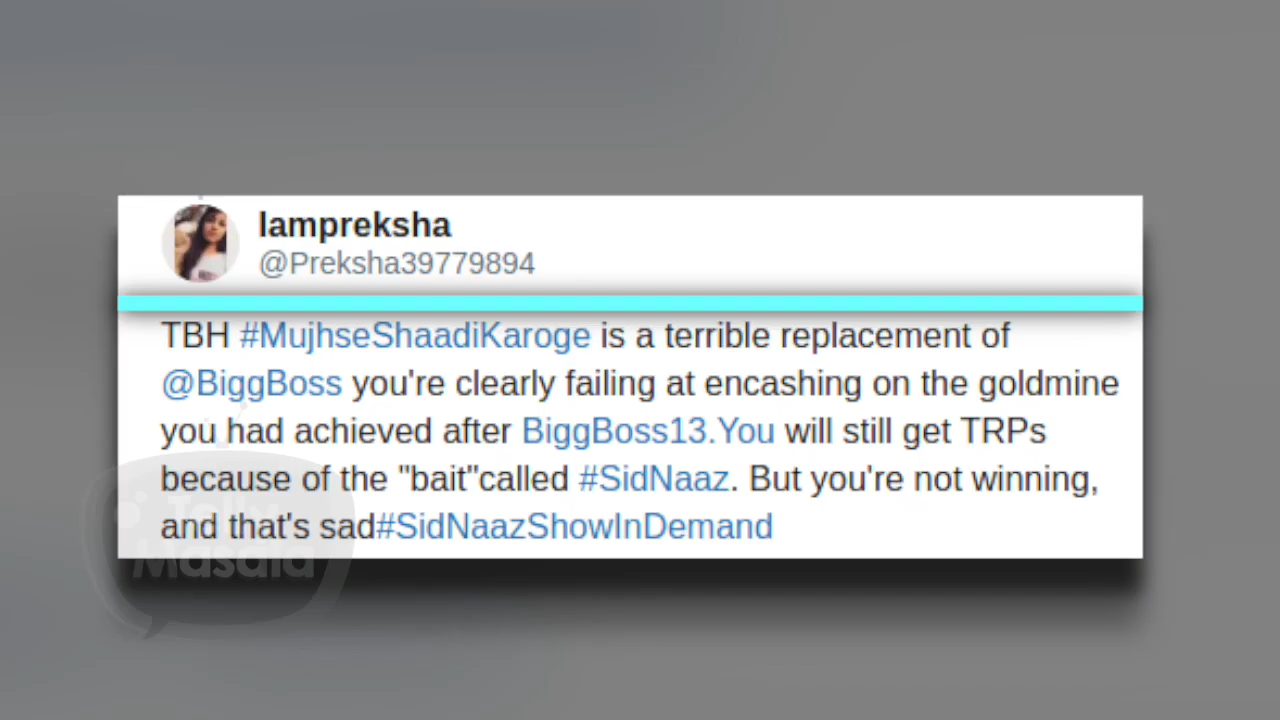 Iampreksha
@Preksha39779894
TBH #MujhseShaadiKaroge is a terrible replacement of
@BiggBoss you're clearly failing at encashing on the goldmine
you had achieved after BiggBoss13.You will still get TRPs
because of the "bait"called #SidNaaz. But you're not winning,
and that's sad#SidNaazShowInDemand
Masala